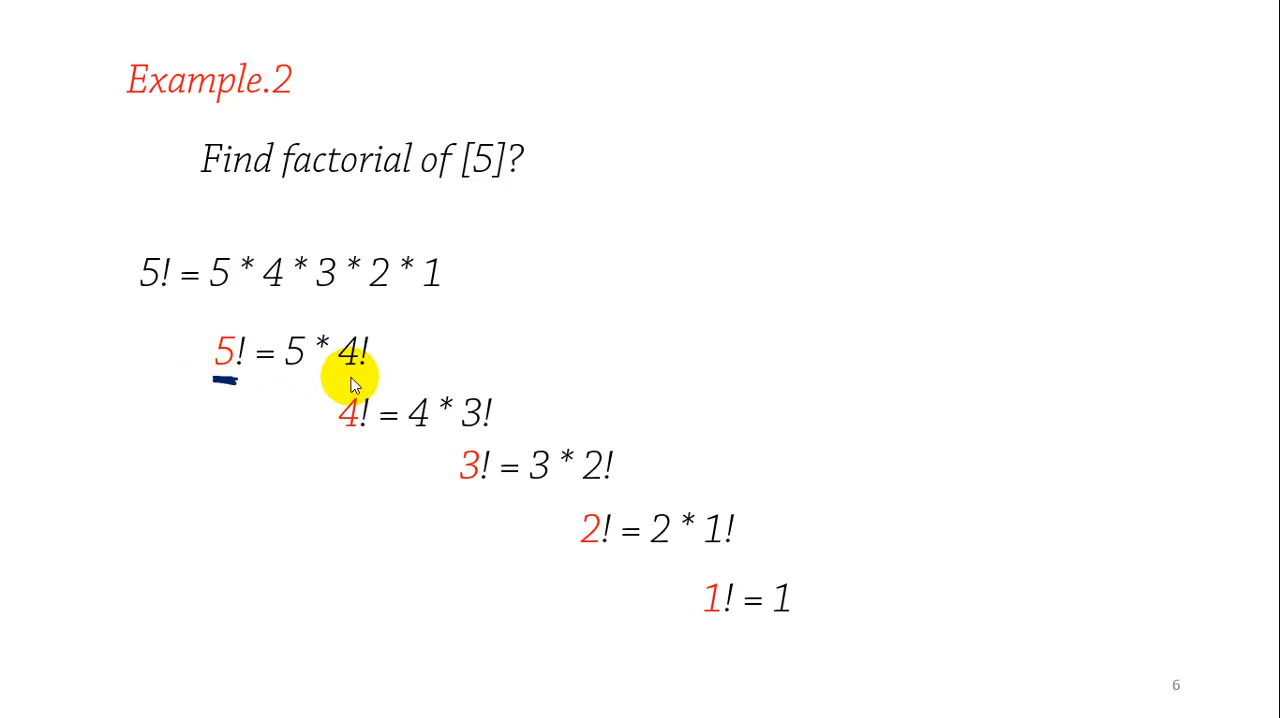 Example.2
Find factorial of [5]?
5! = 5 * 4 * 3 * 2 * 1
5! = 5 * 4!
4! = 4 * 3!
3! = 3 * 2!
2! = 2 * 1!
1! = 1
6